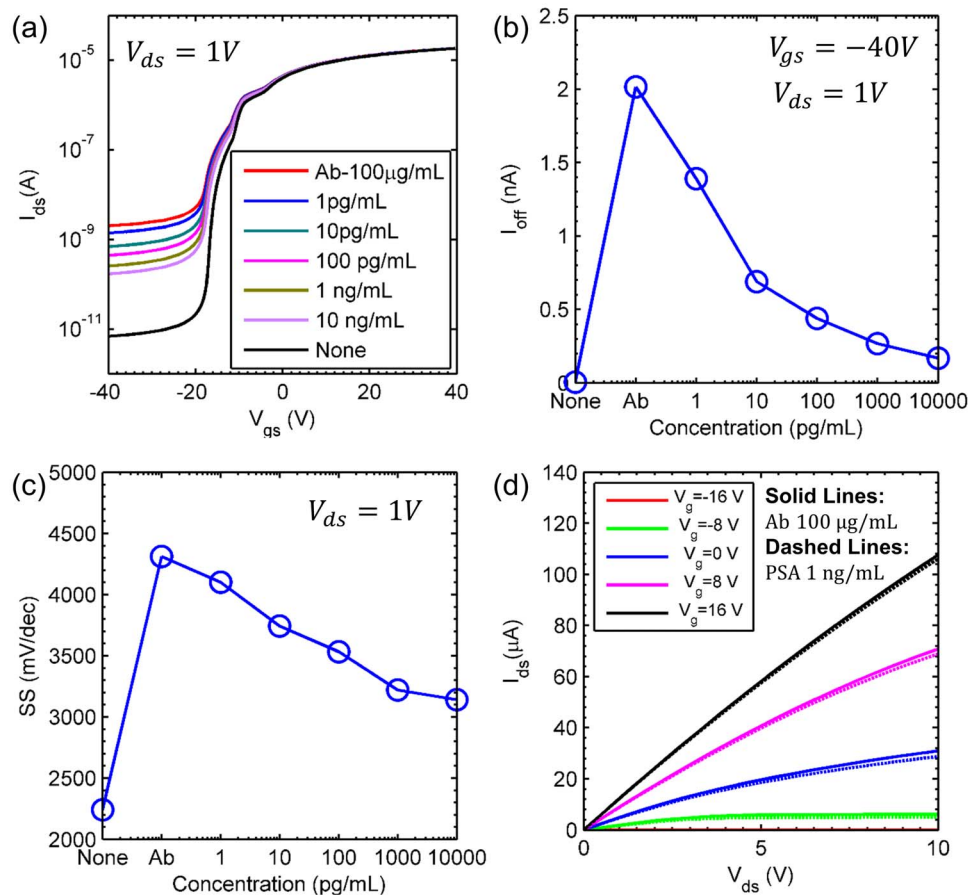 (a)
V_ds = 1V
10^-5
10^-7
10^-9
10^-11
I_ds(A)
Ab-100μg/mL
1pg/mL
10pg/mL
100 pg/mL
1 ng/mL
10 ng/mL
None
-40
-20
0
20
40
V_gs (V)
(b)
V_gs = −40V
V_ds = 1V
2.5
2
1.5
1
0.5
0
I_off (nA)
None Ab 1 10 100 1000 10000
Concentration (pg/mL)
(c)
V_ds = 1V
5000
4500
4000
3500
3000
2500
2000
SS (mV/dec)
None Ab 1 10 100 1000 10000
Concentration (pg/mL)
(d)
140
120
100
80
60
40
20
0
I_ds(μA)
V_g=-16 V
V_g=-8 V
V_g=0 V
V_g=8 V
V_g=16 V
Solid Lines:
Ab 100 μg/mL
Dashed Lines:
PSA 1 ng/mL
0 5 10
V_ds (V)